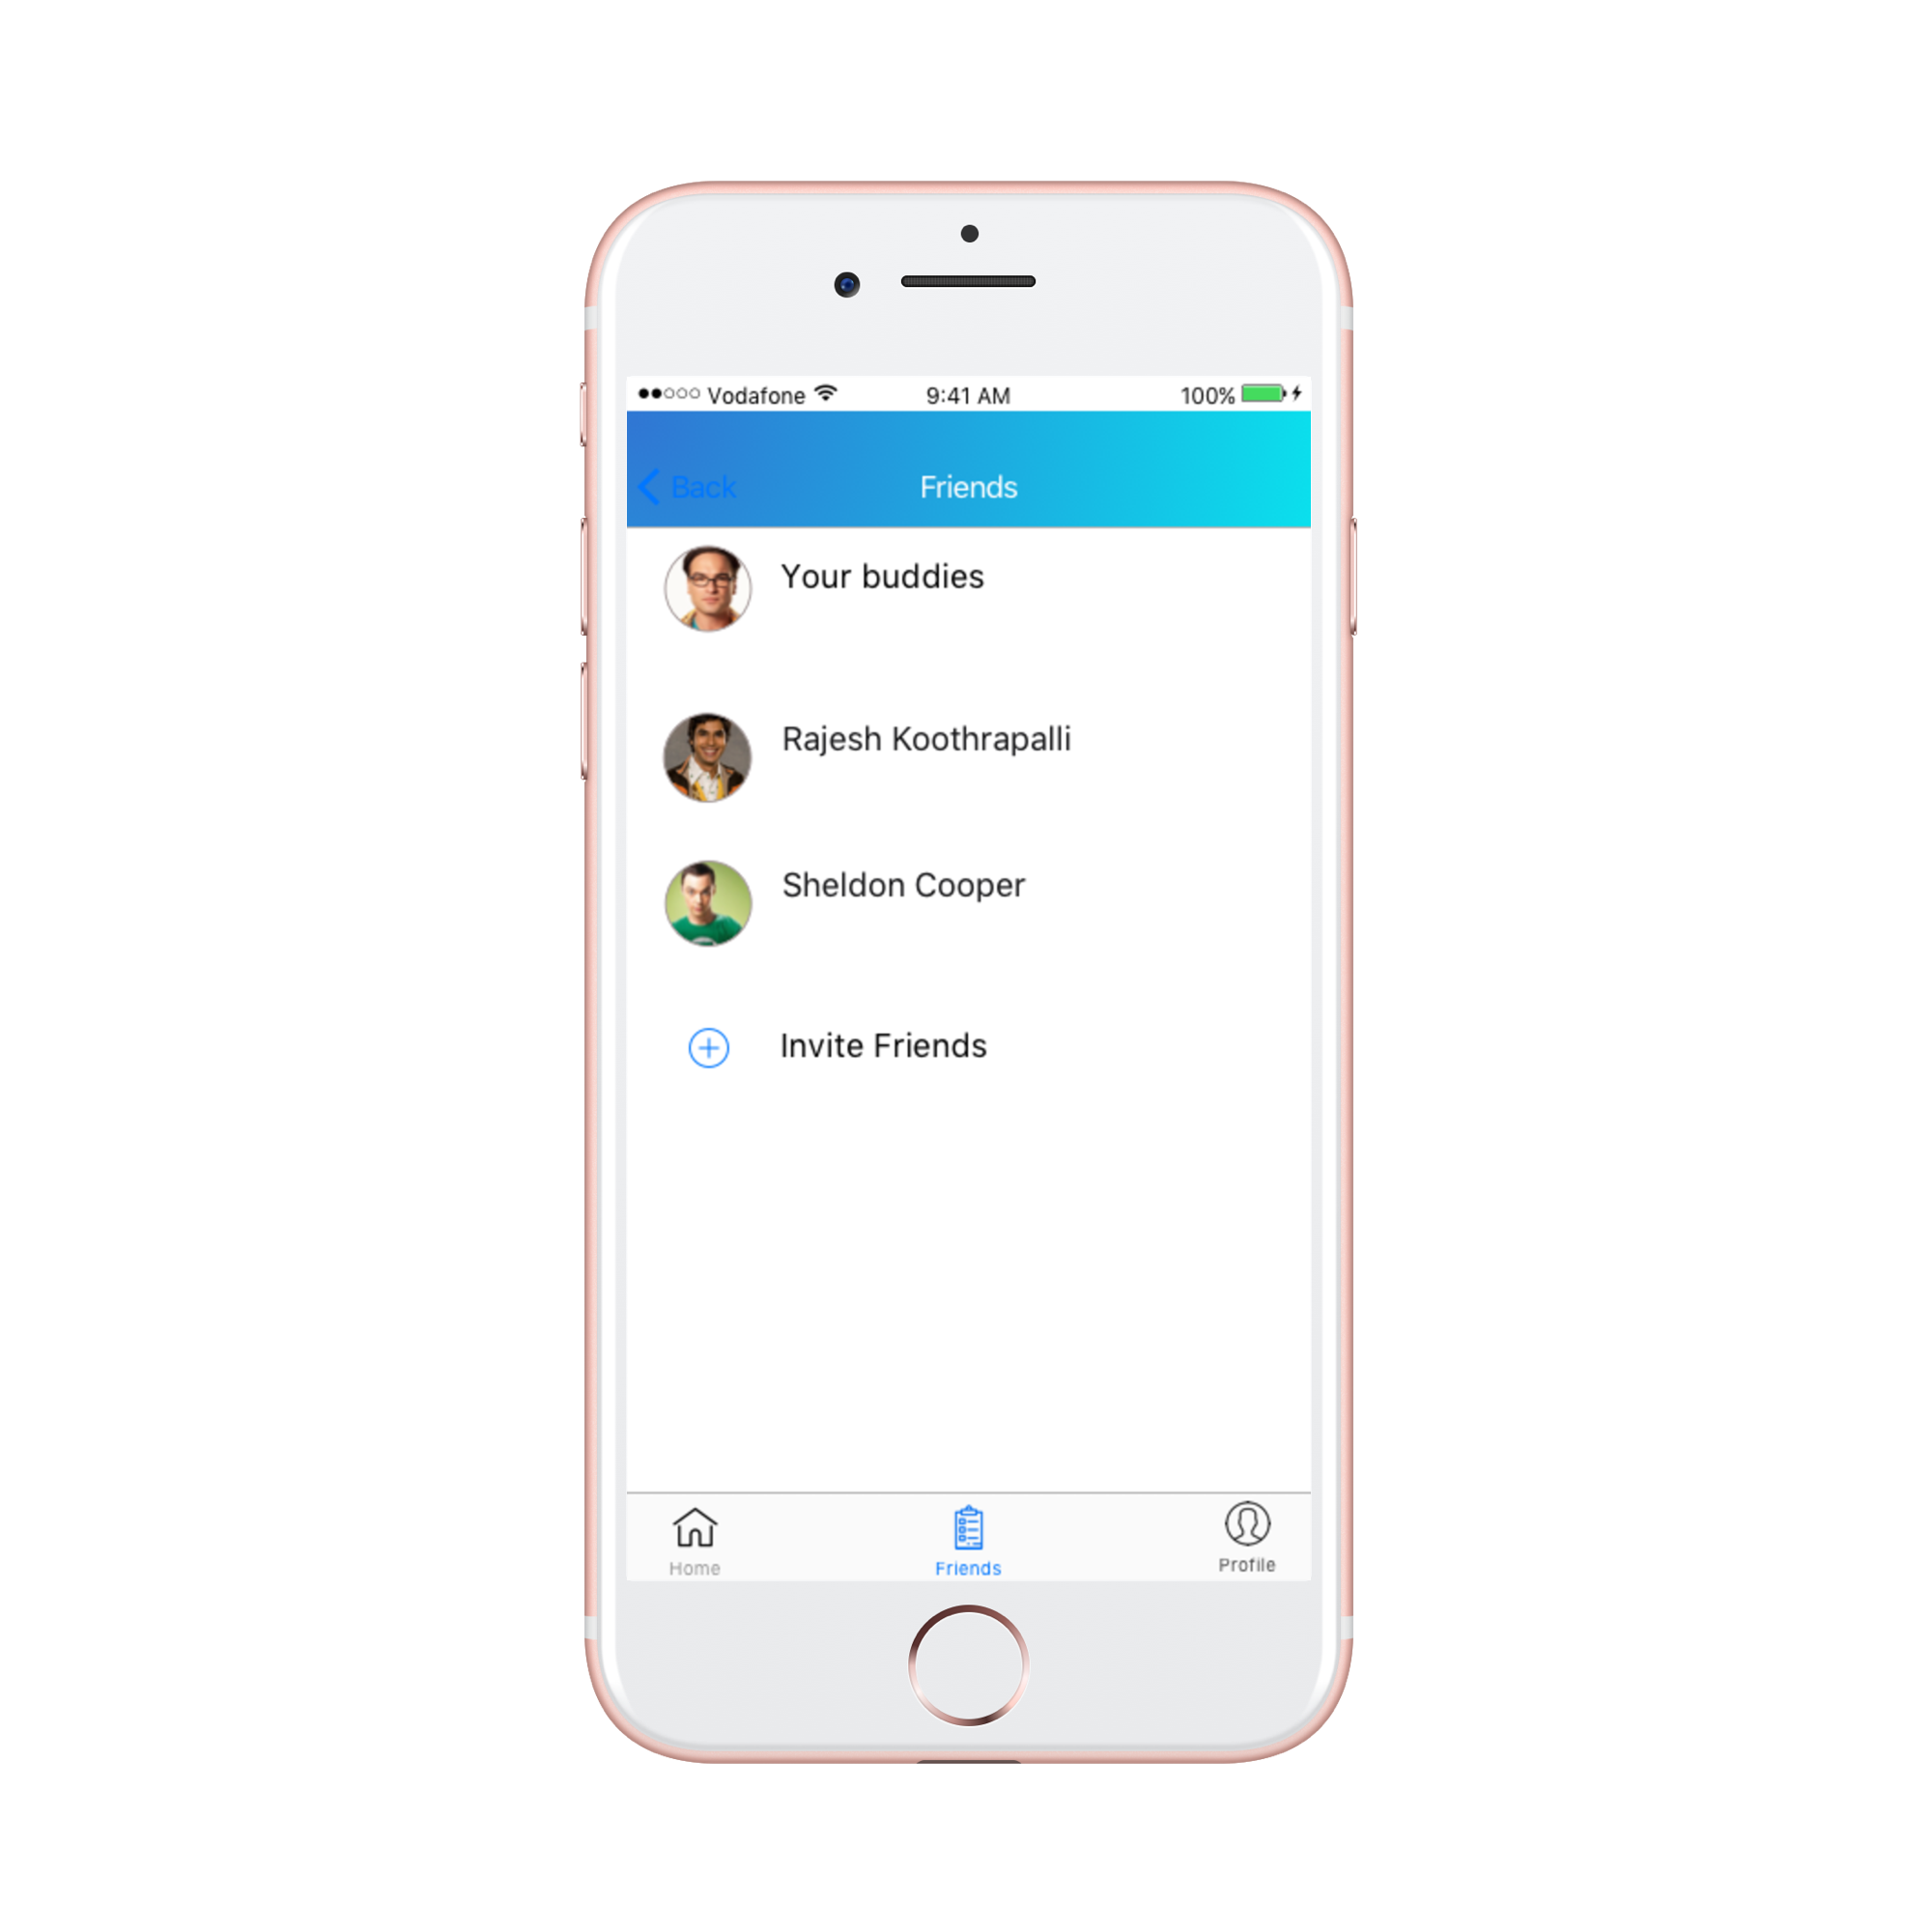 Vodafone 9:41 AM 100%
Back Friends
Your buddies
Rajesh Koothrapalli
Sheldon Cooper
Invite Friends
Home Friends Profile